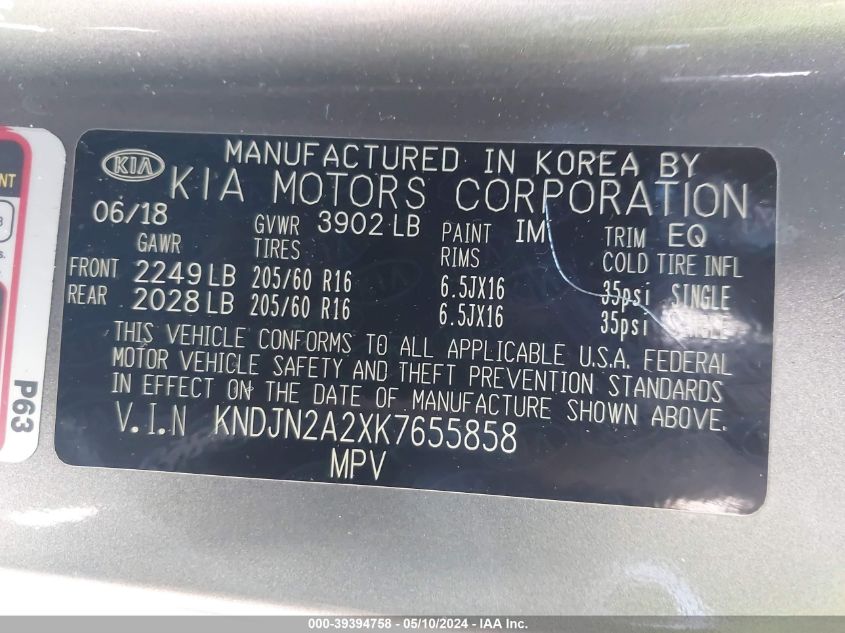 KIA MANUFACTURED IN KOREA BY
KIA MOTORS CORPORATION
06/18 GVWR 3902 LB PAINT IM TRIM EQ
GAWR TIRES RIMS COLD TIRE INFL
FRONT 2249 LB 205/60 R16 6.5JX16 35psi SINGLE
REAR 2028 LB 205/60 R16 6.5JX16 35psi SINGLE
THIS VEHICLE CONFORMS TO ALL APPLICABLE U.S.A. FEDERAL
MOTOR VEHICLE SAFETY AND THEFT PREVENTION STANDARDS
IN EFFECT ON THE DATE OF MANUFACTURE SHOWN ABOVE.
V.I.N KNDJN2A2XK7655858
MPV
P63
000-39394758 - 05/10/2024 - IAA Inc.